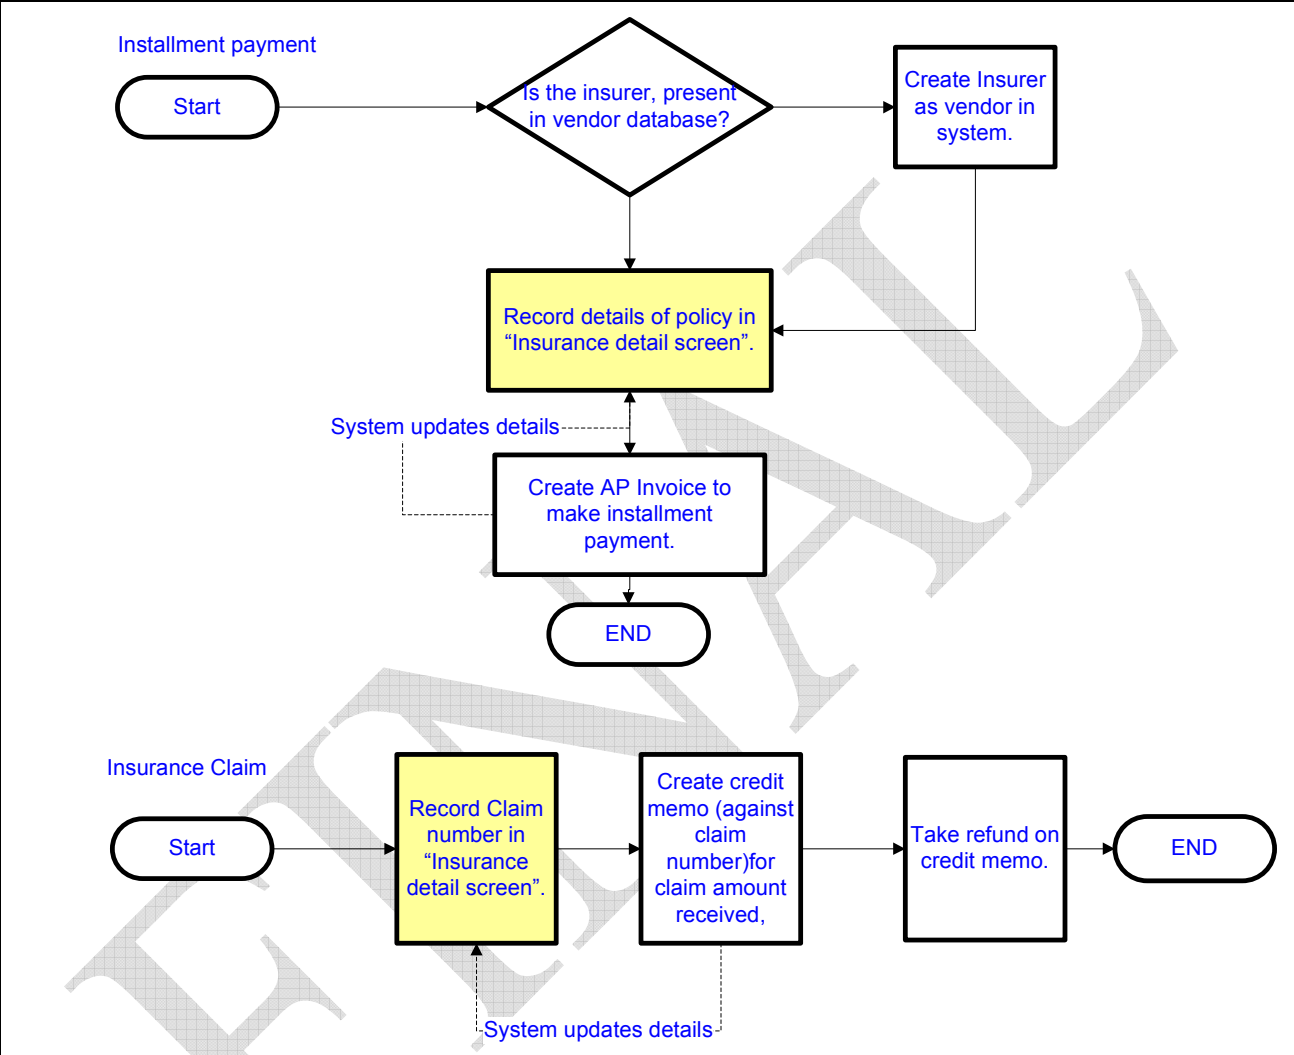 Installment payment
Start
Is the insurer, present
in vendor database?
Create Insurer
as vendor in
system.
Record details of policy in
“Insurance detail screen”.
System updates details
Create AP Invoice to
make installment
payment.
END
Insurance Claim
Start
Record Claim
number in
“Insurance
detail screen”.
Create credit
memo (against
claim
number)for
claim amount
received,
Take refund on
credit memo.
END
System updates details
FINAL